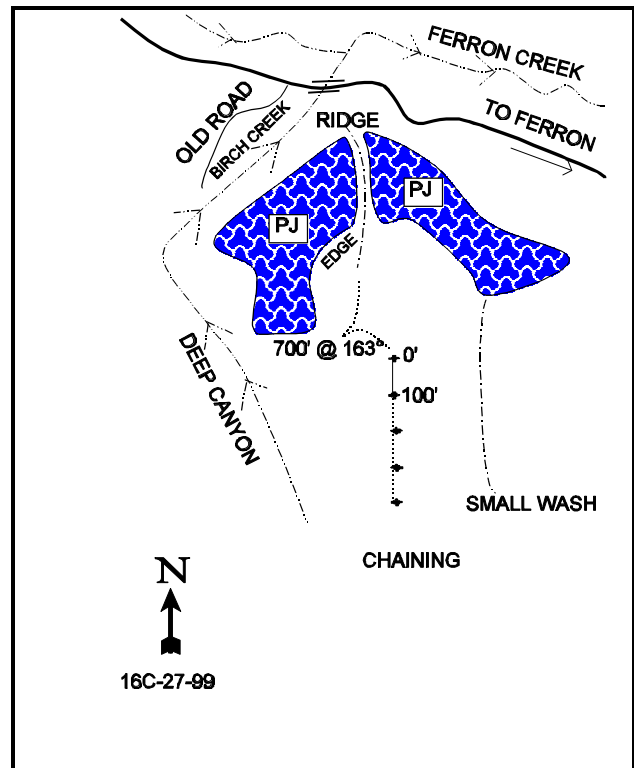 FERRON CREEK
OLD ROAD
BIRCH CREEK
RIDGE
TO FERRON
PJ
PJ
EDGE
700' @ 163°
0'
100'
DEEP CANYON
SMALL WASH
CHAINING
N
16C-27-99